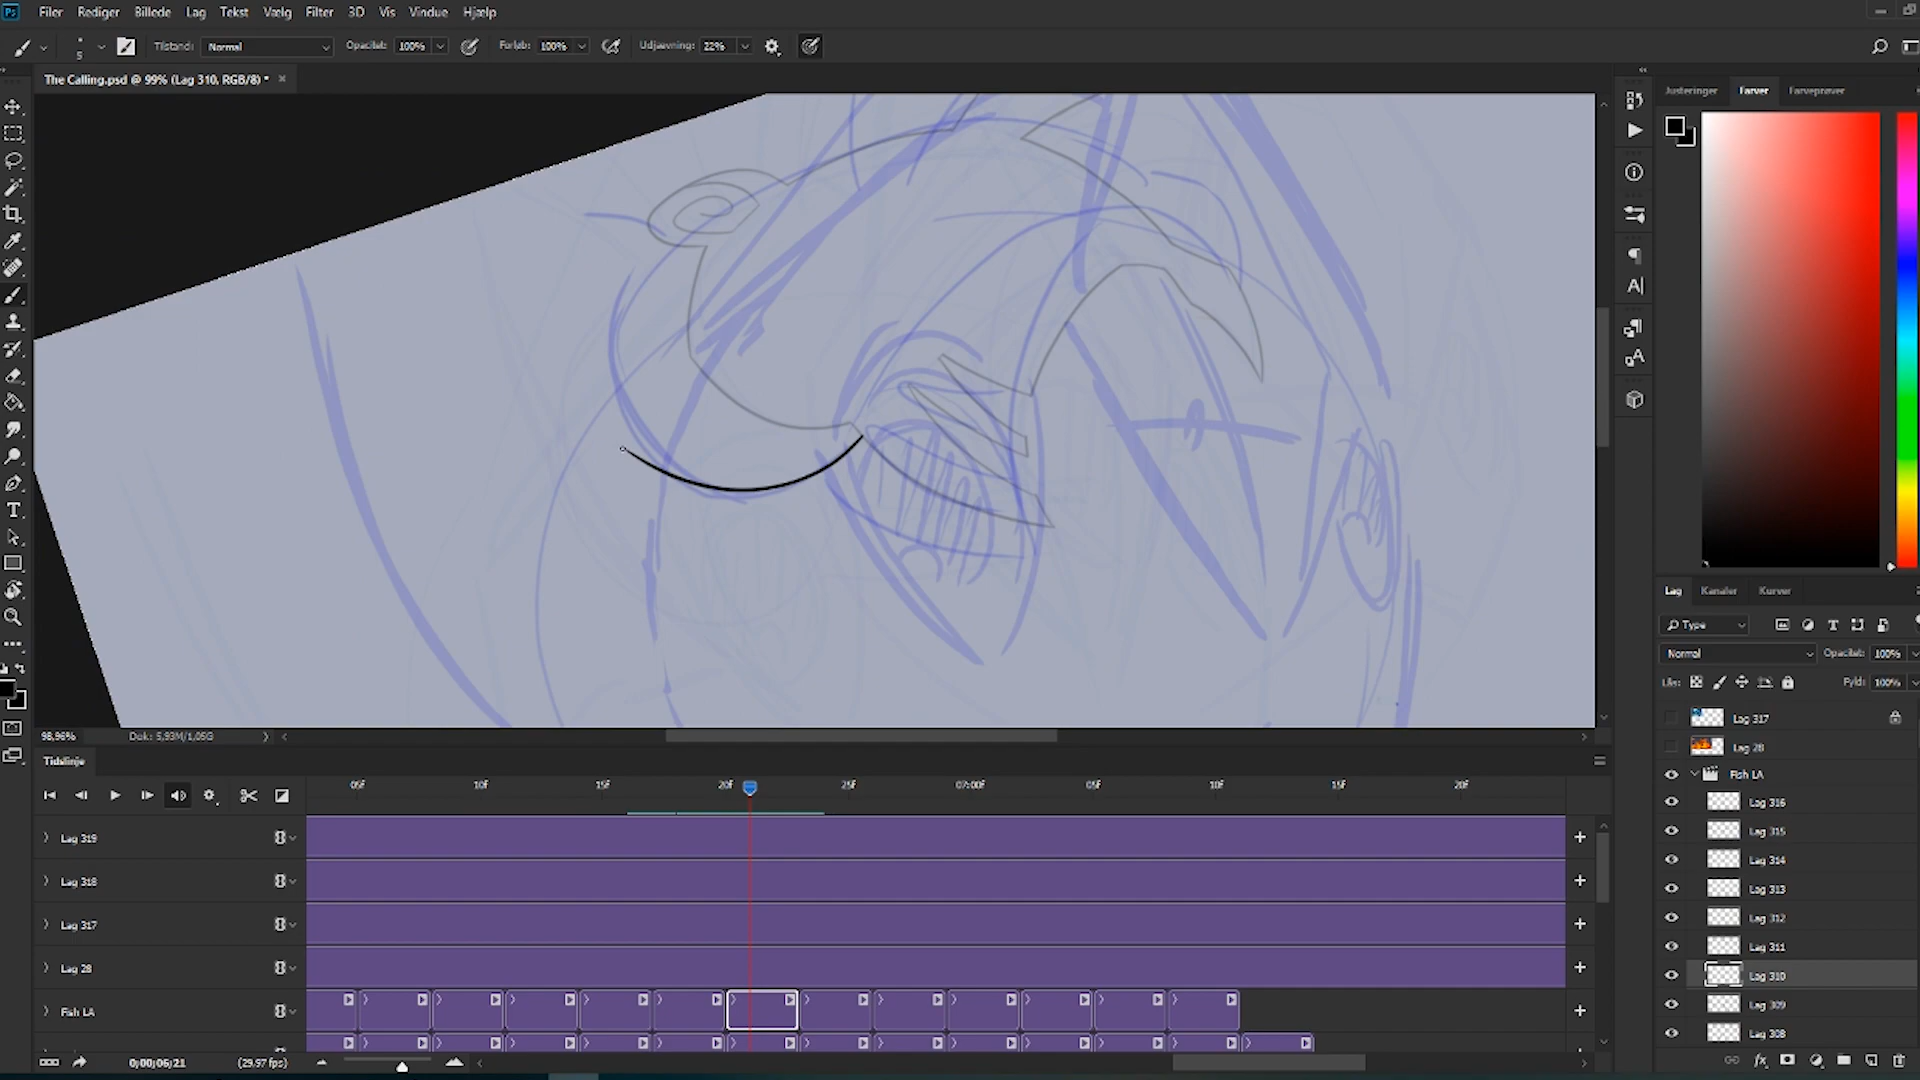 Ps Filer Rediger Billede Lag Tekst Vælg Filter 3D Vis Vindue Hjælp
5 Tilstand: Normal Opacitet: 100% Forløb: 100% Udjævning: 22%
The Calling.psd @ 99% (Lag 310, RGB/8) * ×
Justeringer Farver Farveprøver
Lag Kanaler Kurver
Type
Normal Opacitet: 100%
Lås: Fyld: 100%
Lag 317
Lag 28
Fish LA
Lag 316
Lag 315
Lag 314
Lag 313
Lag 312
Lag 311
Lag 310
Lag 309
Lag 308
98,96% Dok: 5,93M/1,05G
Tidslinje
05f 10f 15f 20f 25f 07:00f 05f 10f 15f 20f
Lag 319
Lag 318
Lag 317
Lag 28
Fish LA
0;00;06;21 (29,97 fps)